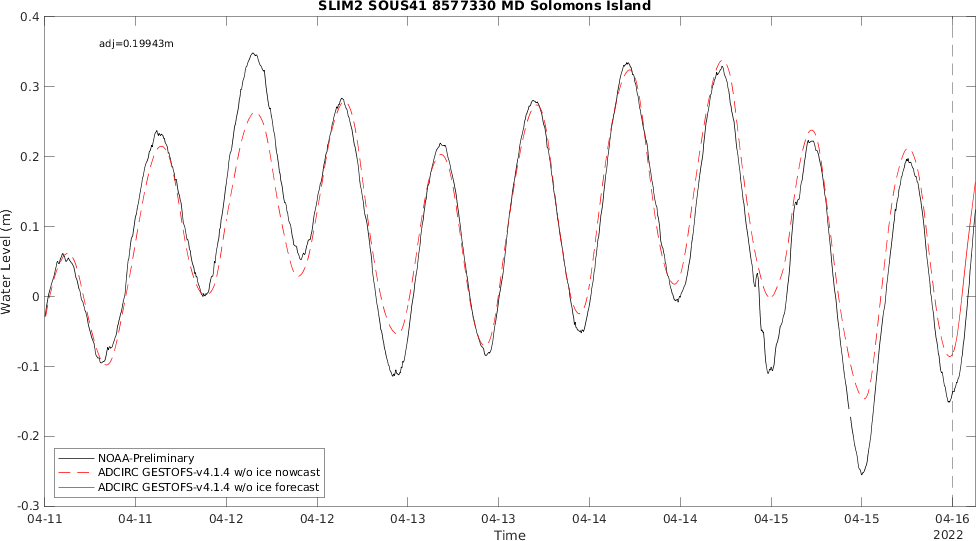 SLIM2 SOUS41 8577330 MD Solomons Island
adj=0.19943m
Water Level (m)
0.4
0.3
0.2
0.1
0
-0.1
-0.2
-0.3
NOAA-Preliminary
ADCIRC GESTOFS-v4.1.4 w/o ice nowcast
ADCIRC GESTOFS-v4.1.4 w/o ice forecast
04-11 04-11 04-12 04-12 04-13 04-13 04-14 04-14 04-15 04-15 04-16
Time
2022